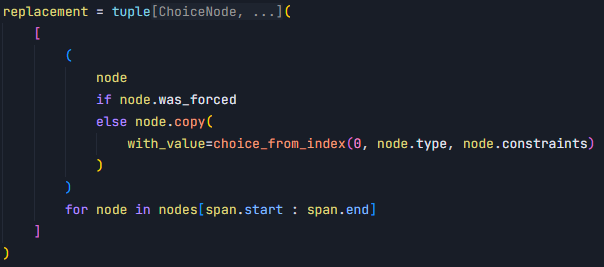 replacement = tuple[ChoiceNode, ...](
    [
        (
            node
            if node.was_forced
            else node.copy(
                with_value=choice_from_index(0, node.type, node.constraints)
            )
        )
        for node in nodes[span.start : span.end]
    ]
)